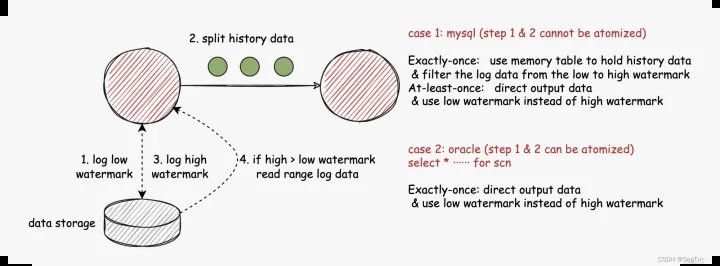 2. split history data
1. log low
watermark
3. log high
watermark
4. if high > low watermark
read range log data
data storage
case 1: mysql (step 1 & 2 cannot be atomized)
Exactly-once: use memory table to hold history data
& filter the log data from the low to high watermark
At-least-once: direct output data
& use low watermark instead of high watermark
case 2: oracle (step 1 & 2 can be atomized)
select * ······ for scn
Exactly-once: direct output data
& use low watermark instead of high watermark